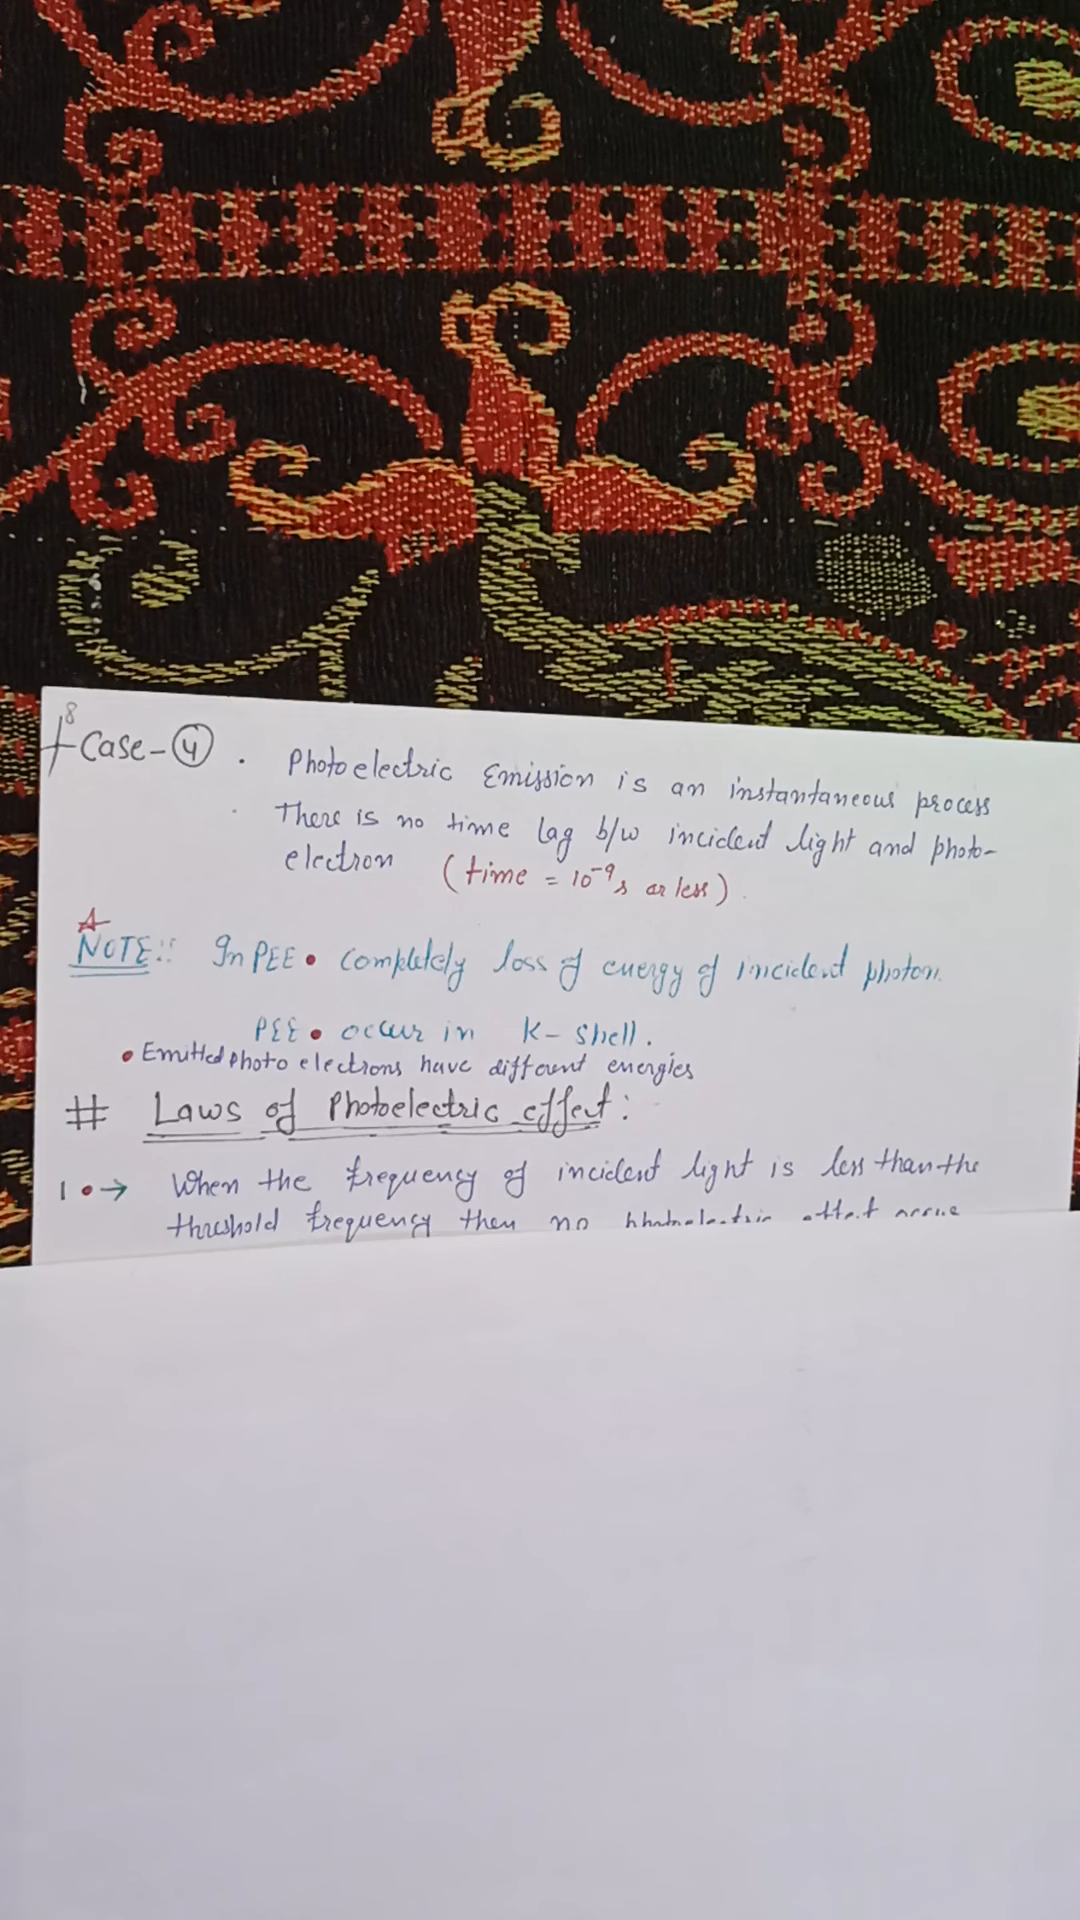 8
Case-④ . Photoelectric Emission is an instantaneous process
. There is no time lag b/w incident light and photo-
electron (time = 10⁻⁹s or less).
NOTE!! In PEE • completely loss of energy of incident photon.
PEE • occur in K-shell.
• Emitted photo electrons have different energies
# Laws of Photoelectric effect:
1 •→ When the frequency of incident light is less than the
threshold frequency then no